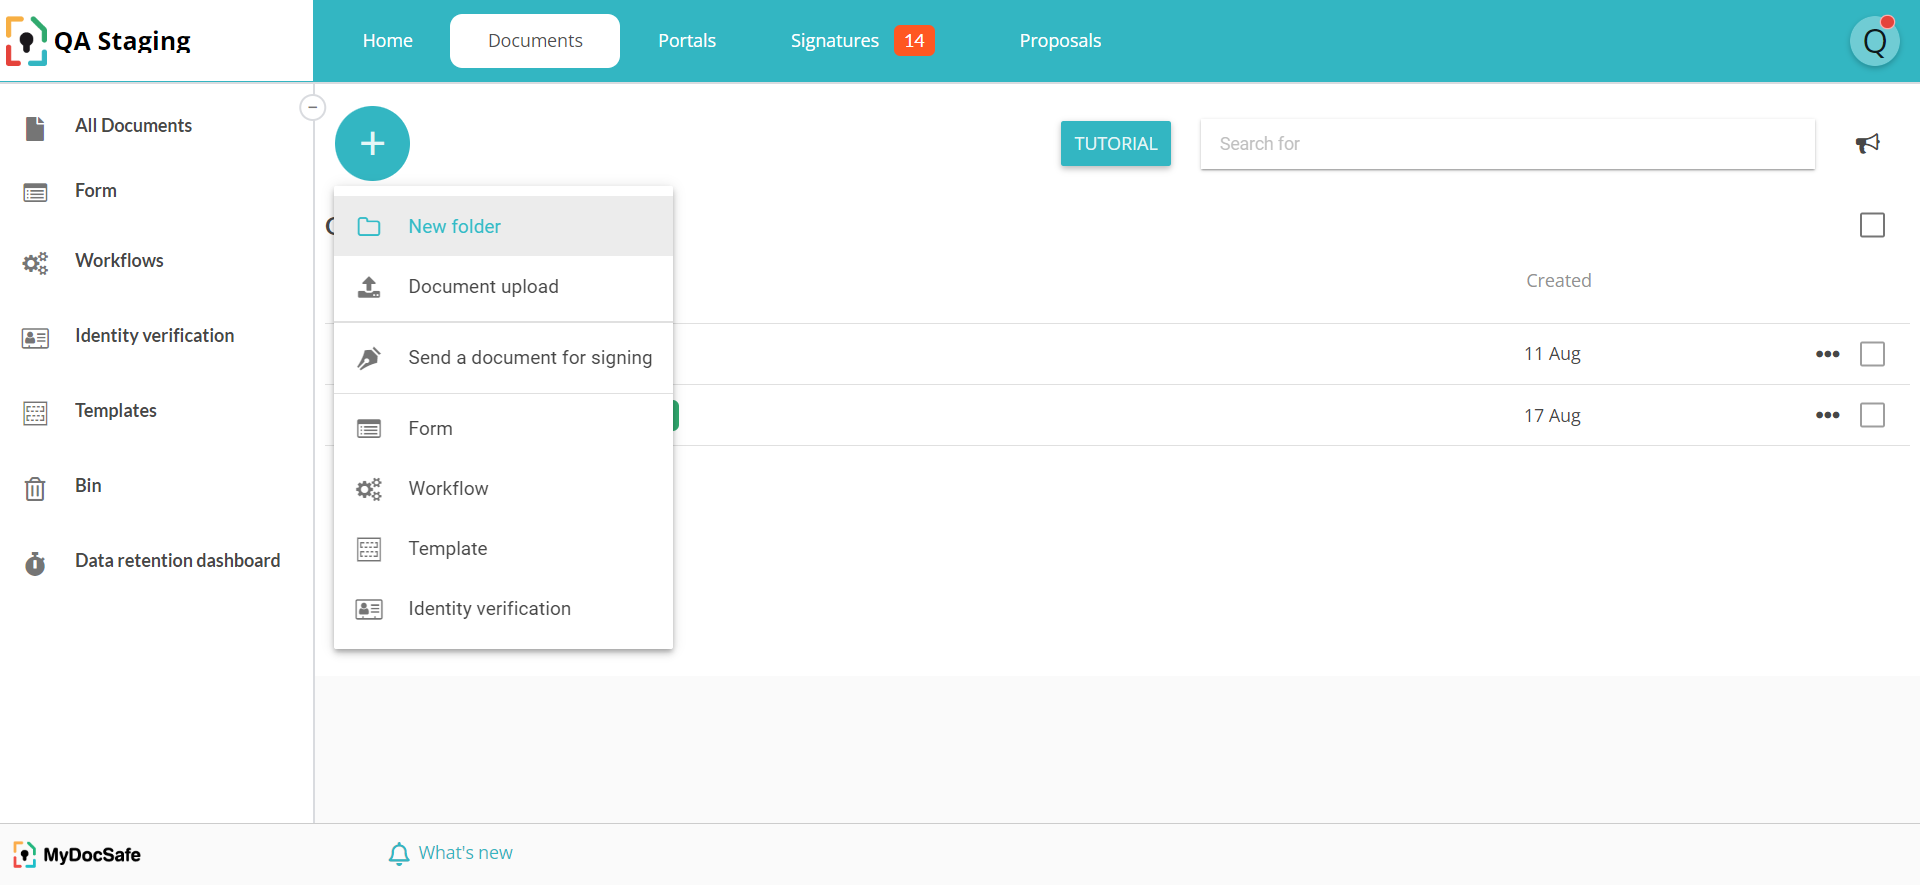 QA Staging
Home
Documents
Portals
Signatures 14
Proposals
Q
All Documents
Form
Workflows
Identity verification
Templates
Bin
Data retention dashboard
+
TUTORIAL
Search for
New folder
Document upload
Send a document for signing
Form
Workflow
Template
Identity verification
Created
11 Aug
17 Aug
MyDocSafe
What's new